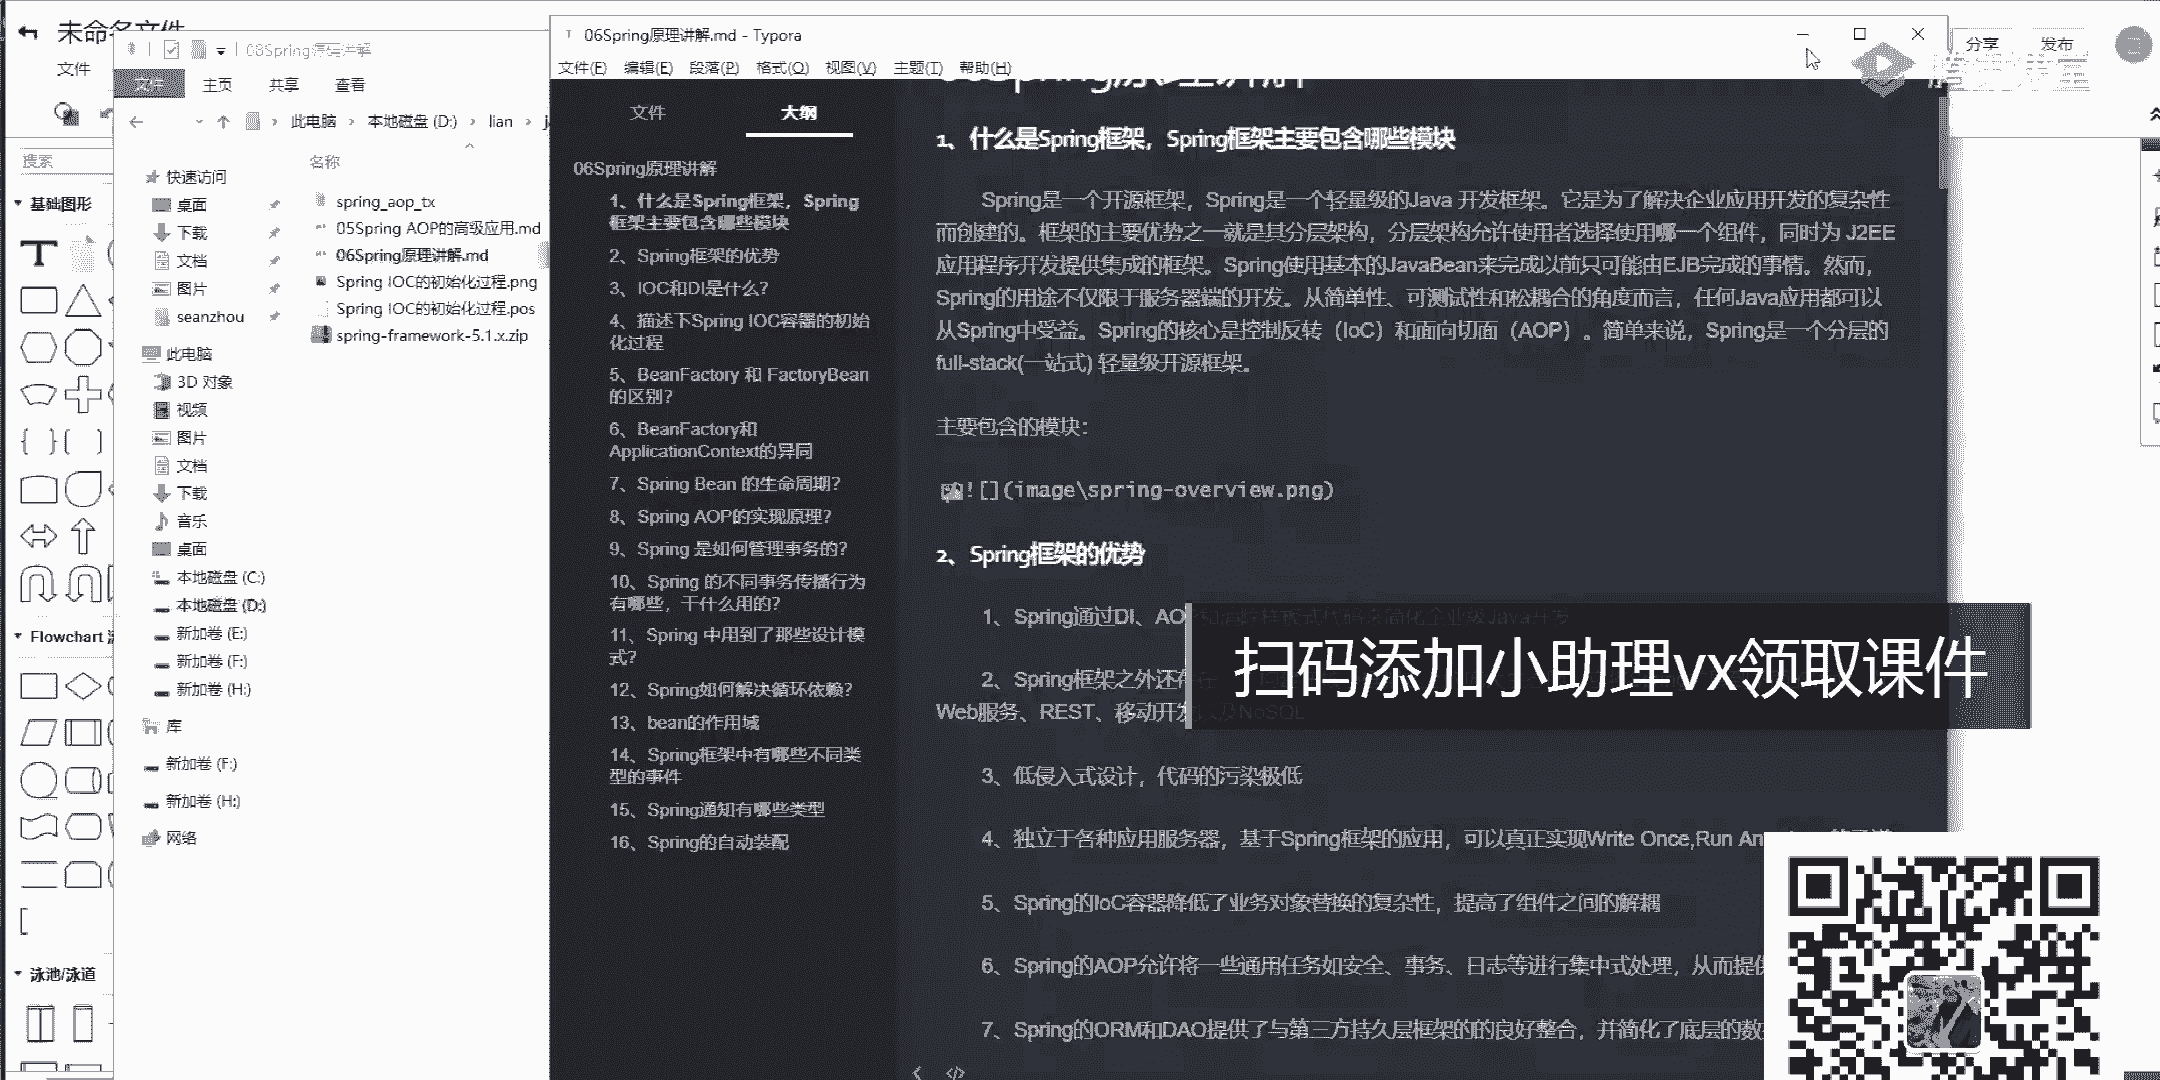 未命名文件
文件
搜索
基础图形
Flowchart
泳池/泳道
分享
发布
08Spring原理讲解
文件
主页
共享
查看
此电脑
本地磁盘 (D:)
lian
名称
快速访问
桌面
下载
文档
图片
seanzhou
此电脑
3D 对象
视频
图片
文档
下载
音乐
桌面
本地磁盘 (C:)
本地磁盘 (D:)
新加卷 (E:)
新加卷 (F:)
新加卷 (H:)
库
新加卷 (F:)
新加卷 (H:)
网络
spring_aop_tx
05Spring AOP的高级应用.md
06Spring原理讲解.md
Spring IOC的初始化过程.png
Spring IOC的初始化过程.pos
spring-framework-5.1.x.zip
06Spring原理讲解.md - Typora
文件(F) 编辑(E) 段落(P) 格式(O) 视图(V) 主题(T) 帮助(H)
文件
大纲
06Spring原理讲解
1、什么是Spring框架，Spring
框架主要包含哪些模块
2、Spring框架的优势
3、IOC和DI是什么？
4、描述下Spring IOC容器的初始
化过程
5、BeanFactory 和 FactoryBean
的区别？
6、BeanFactory和
ApplicationContext的异同
7、Spring Bean 的生命周期？
8、Spring AOP的实现原理？
9、Spring 是如何管理事务的？
10、Spring 的不同事务传播行为
有哪些，干什么用的？
11、Spring 中用到了那些设计模
式？
12、Spring如何解决循环依赖？
13、bean的作用域
14、Spring框架中有哪些不同类
型的事件
15、Spring通知有哪些类型
16、Spring的自动装配
06Spring原理讲解
1、什么是Spring框架，Spring框架主要包含哪些模块
Spring是一个开源框架，Spring是一个轻量级的Java 开发框架。它是为了解决企业应用开发的复杂性
而创建的。框架的主要优势之一就是其分层架构，分层架构允许使用者选择使用哪一个组件，同时为 J2EE
应用程序开发提供集成的框架。Spring使用基本的JavaBean来完成以前只可能由EJB完成的事情。然而，
Spring的用途不仅限于服务器端的开发。从简单性、可测试性和松耦合的角度而言，任何Java应用都可以
从Spring中受益。Spring的核心是控制反转（IoC）和面向切面（AOP）。简单来说，Spring是一个分层的
full-stack(一站式) 轻量级开源框架。
主要包含的模块：
![](image\spring-overview.png)
2、Spring框架的优势
1、Spring通过DI、AOP和消除样板式代码来简化企业级Java开发
2、Spring框架之外还存在
Web服务、REST、移动开发以及NoSQL
3、低侵入式设计，代码的污染极低
4、独立于各种应用服务器，基于Spring框架的应用，可以真正实现Write Once,Run An
5、Spring的IoC容器降低了业务对象替换的复杂性，提高了组件之间的解耦
6、Spring的AOP允许将一些通用任务如安全、事务、日志等进行集中式处理，从而提供
7、Spring的ORM和DAO提供了与第三方持久层框架的的良好整合，并简化了底层的数
扫码添加小助理vx领取课件